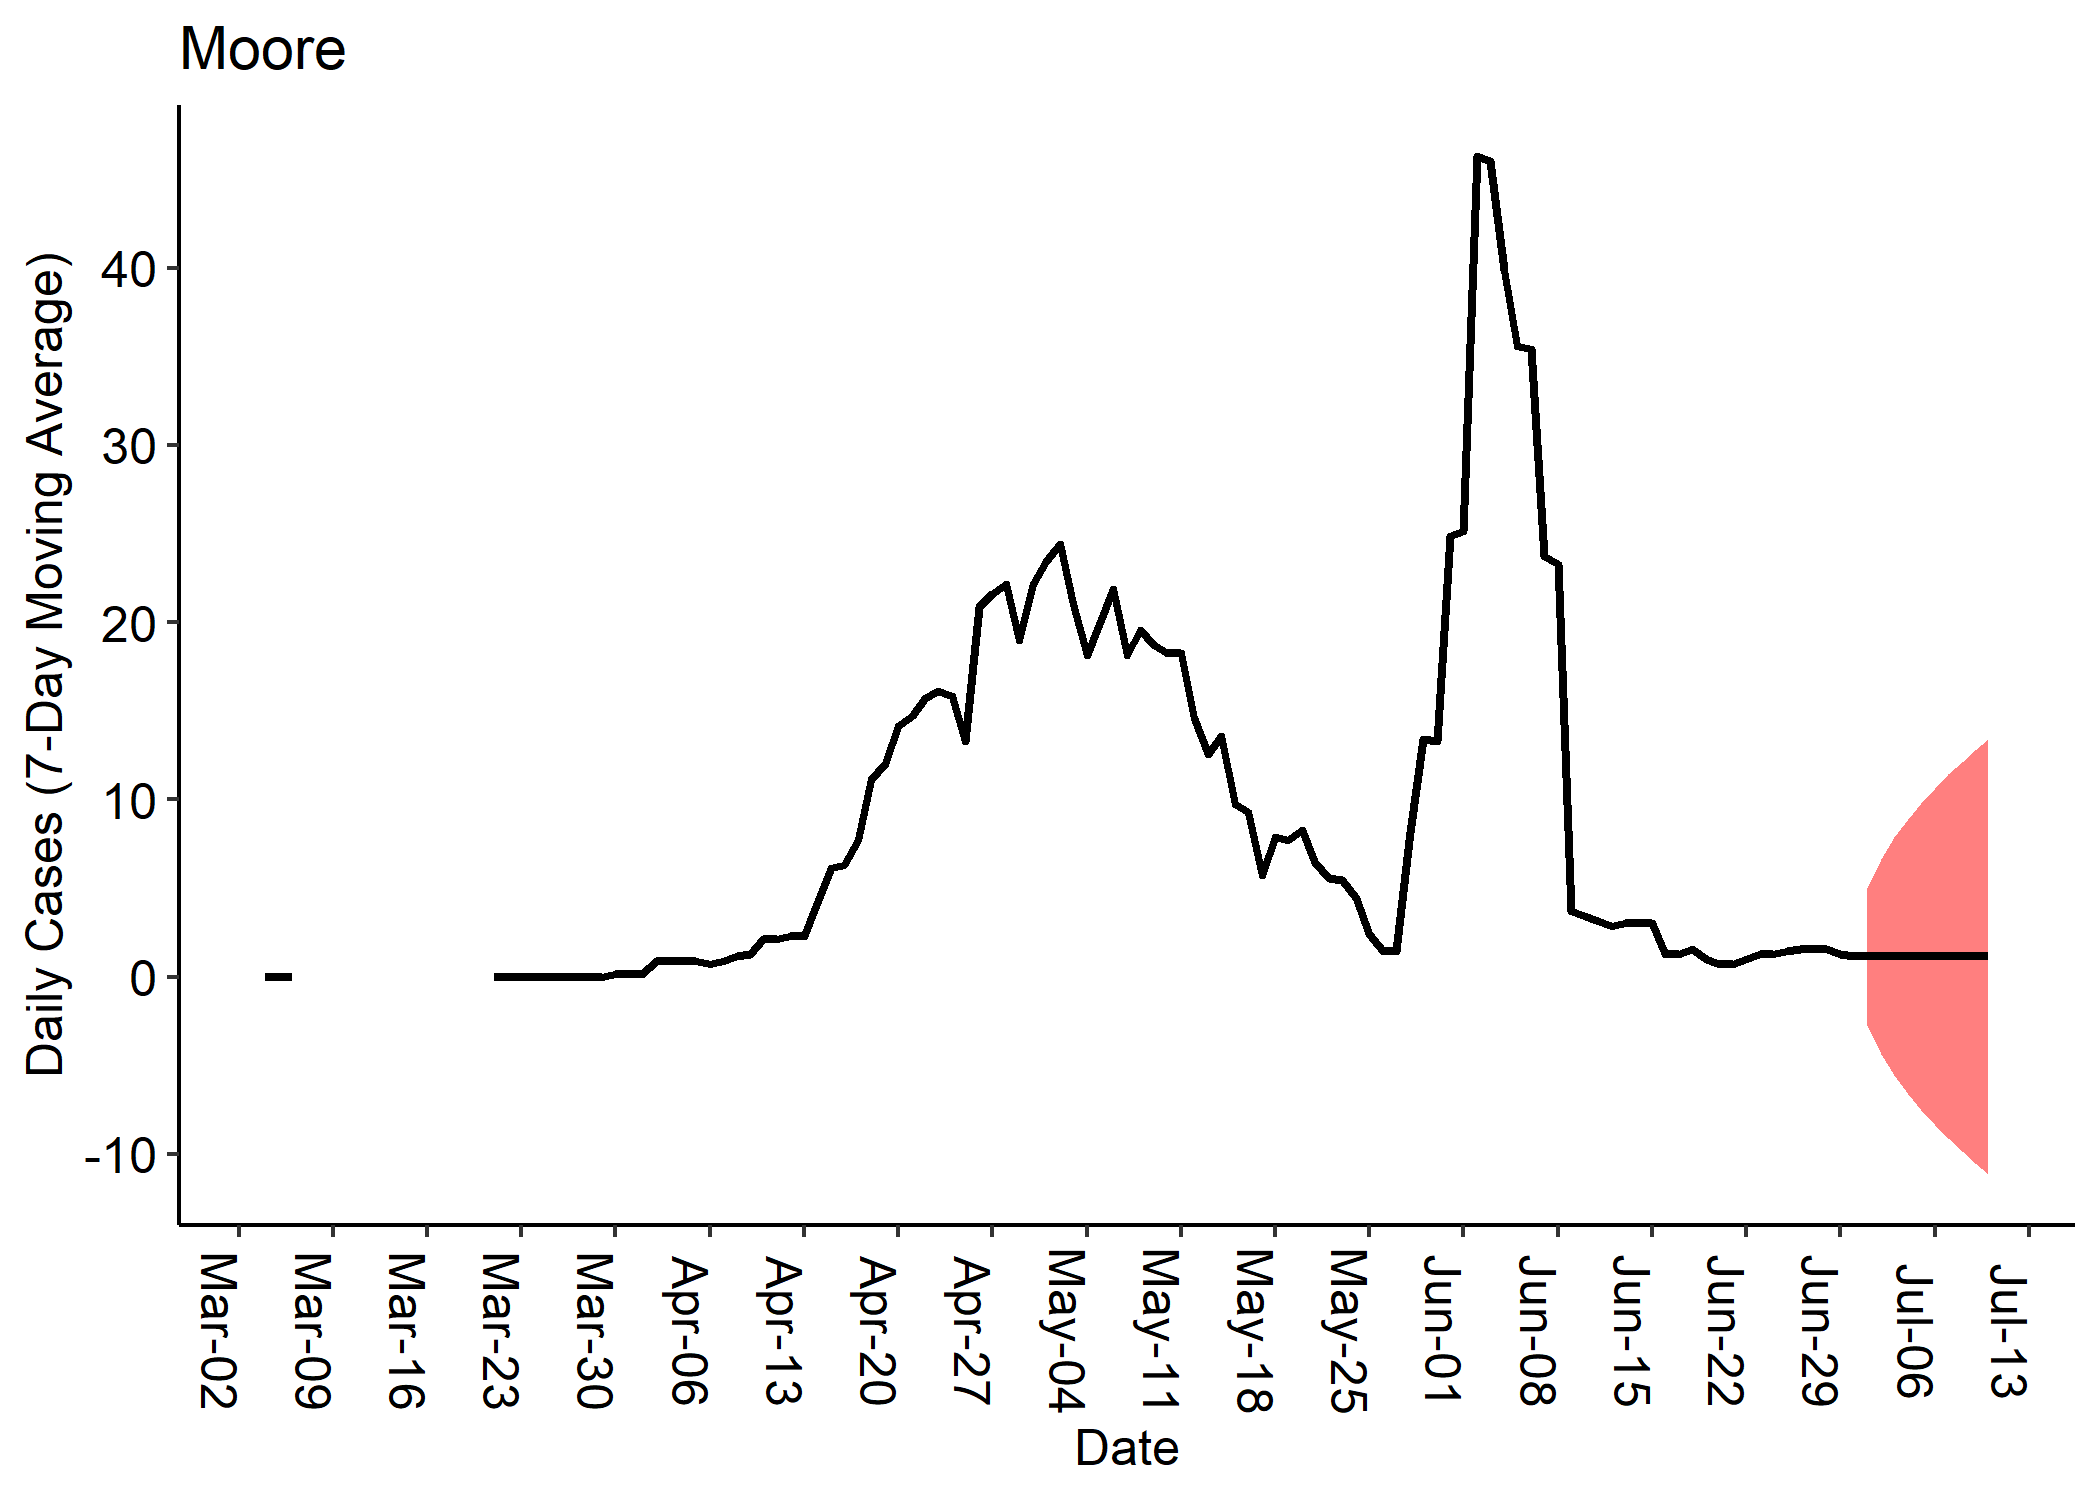 Moore
Daily Cases (7-Day Moving Average)
40
30
20
10
0
-10
Mar-02
Mar-09
Mar-16
Mar-23
Mar-30
Apr-06
Apr-13
Apr-20
Apr-27
May-04
May-11
May-18
May-25
Jun-01
Jun-08
Jun-15
Jun-22
Jun-29
Jul-06
Jul-13
Date